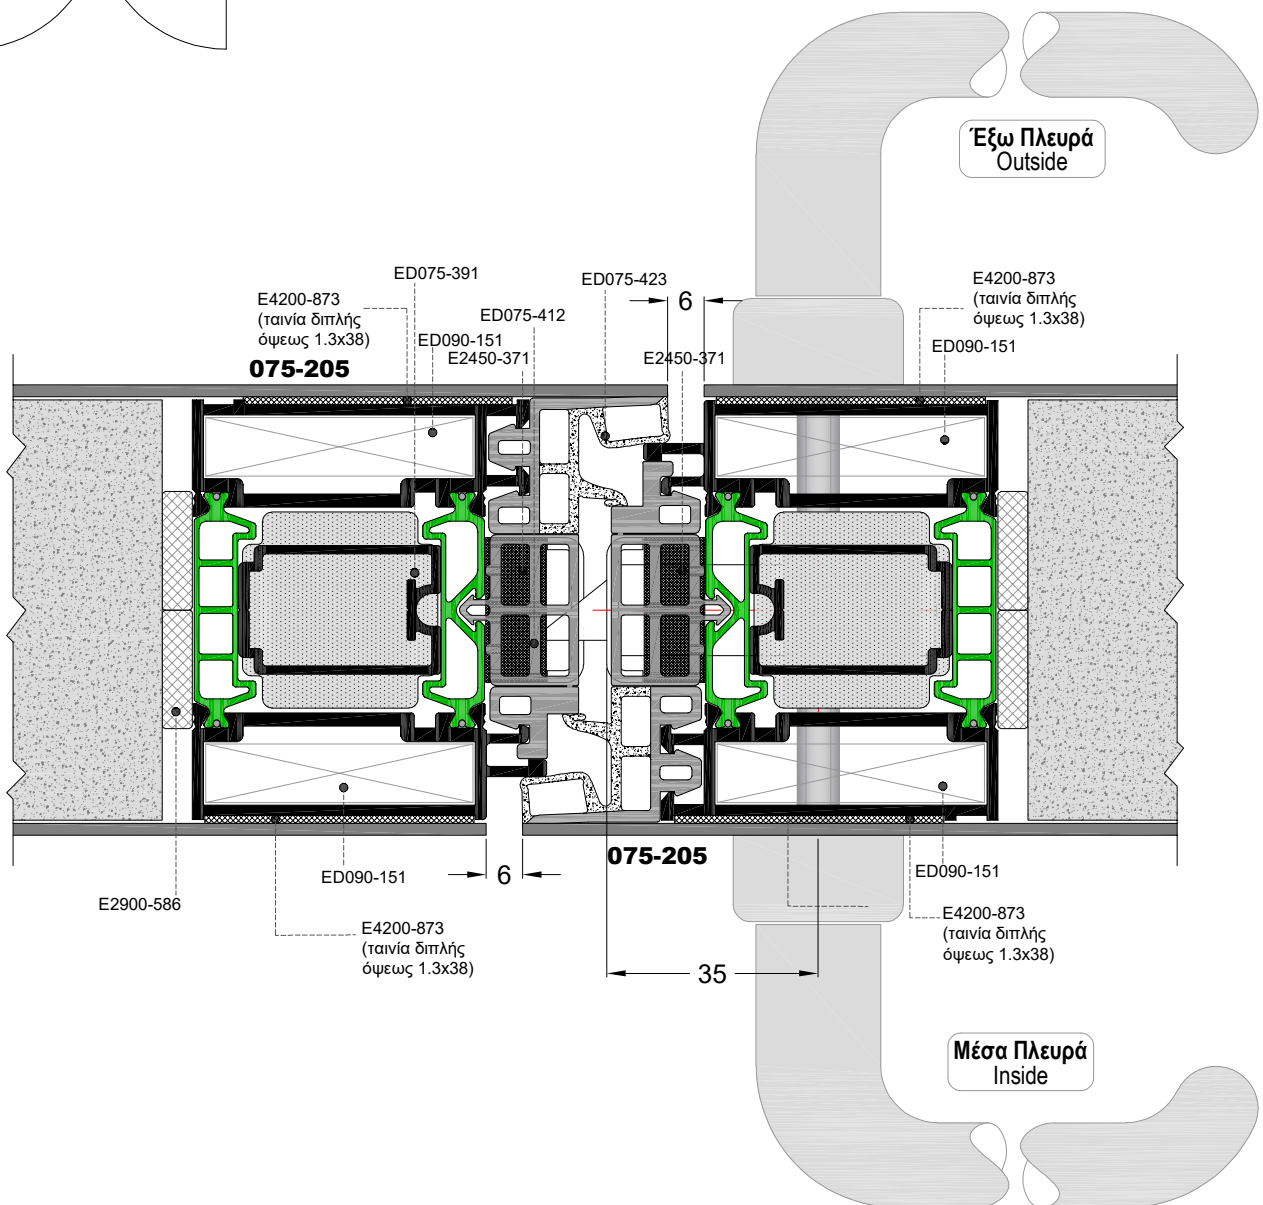 Έξω Πλευρά
Outside
ED075-391
ED075-423
E4200-873
(ταινία διπλής
όψεως 1.3x38)
E4200-873
(ταινία διπλής
όψεως 1.3x38)
6
ED075-412
ED090-151
ED090-151
E2450-371
E2450-371
075-205
075-205
6
ED090-151
ED090-151
E2900-586
E4200-873
(ταινία διπλής
όψεως 1.3x38)
E4200-873
(ταινία διπλής
όψεως 1.3x38)
35
Μέσα Πλευρά
Inside